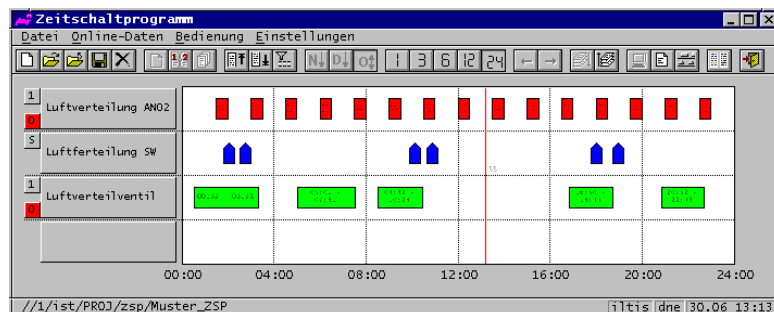 Zeitschaltprogramm
Datei Online-Daten Bedienung Einstellungen
N D O 1 3 6 12 24
1
Luftverteilung AN02
0
S
Luftferteilung SW
55
1
Luftverteilventil
0
00:00 04:00 08:00 12:00 16:00 20:00 24:00
//1/ist/PROJ/zsp/Muster_ZSP
iltis dne 30.06 13:13